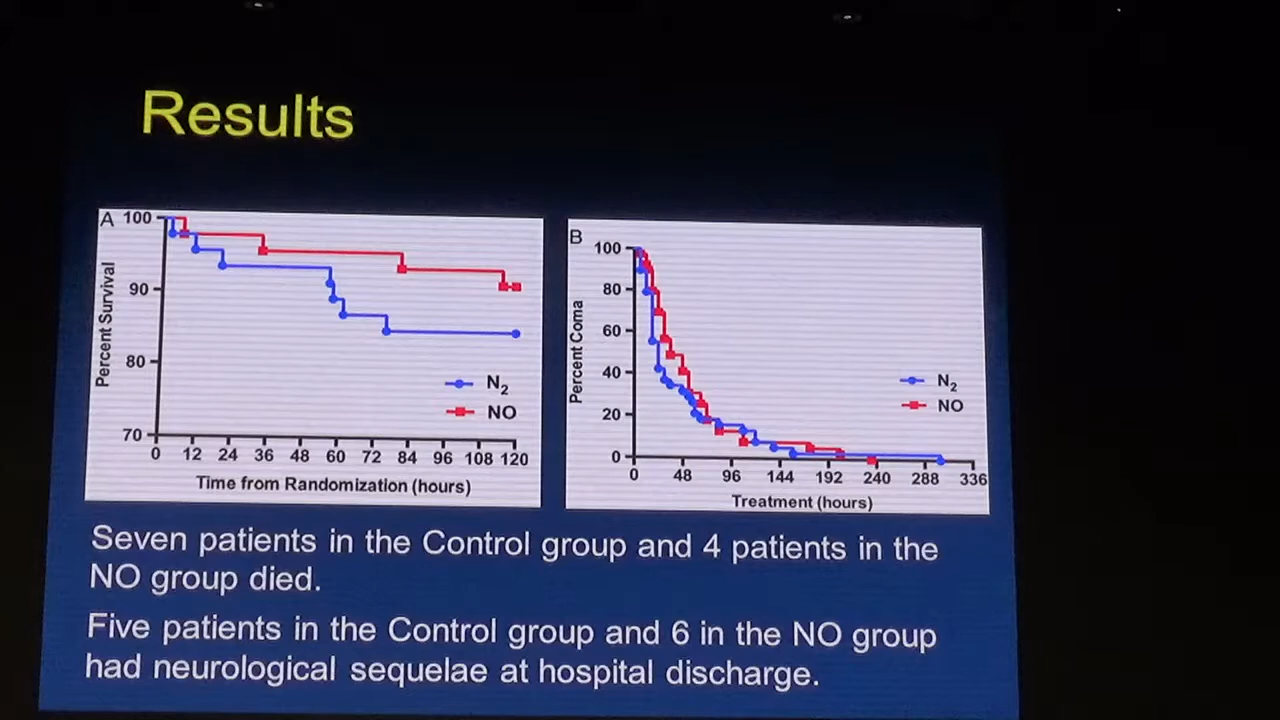 Results
A
100
90
80
70
Percent Survival
N2
NO
0 12 24 36 48 60 72 84 96 108 120
Time from Randomization (hours)
B
100
80
60
40
20
0
Percent Coma
N2
NO
0 48 96 144 192 240 288 336
Treatment (hours)
Seven patients in the Control group and 4 patients in the
NO group died.
Five patients in the Control group and 6 in the NO group
had neurological sequelae at hospital discharge.